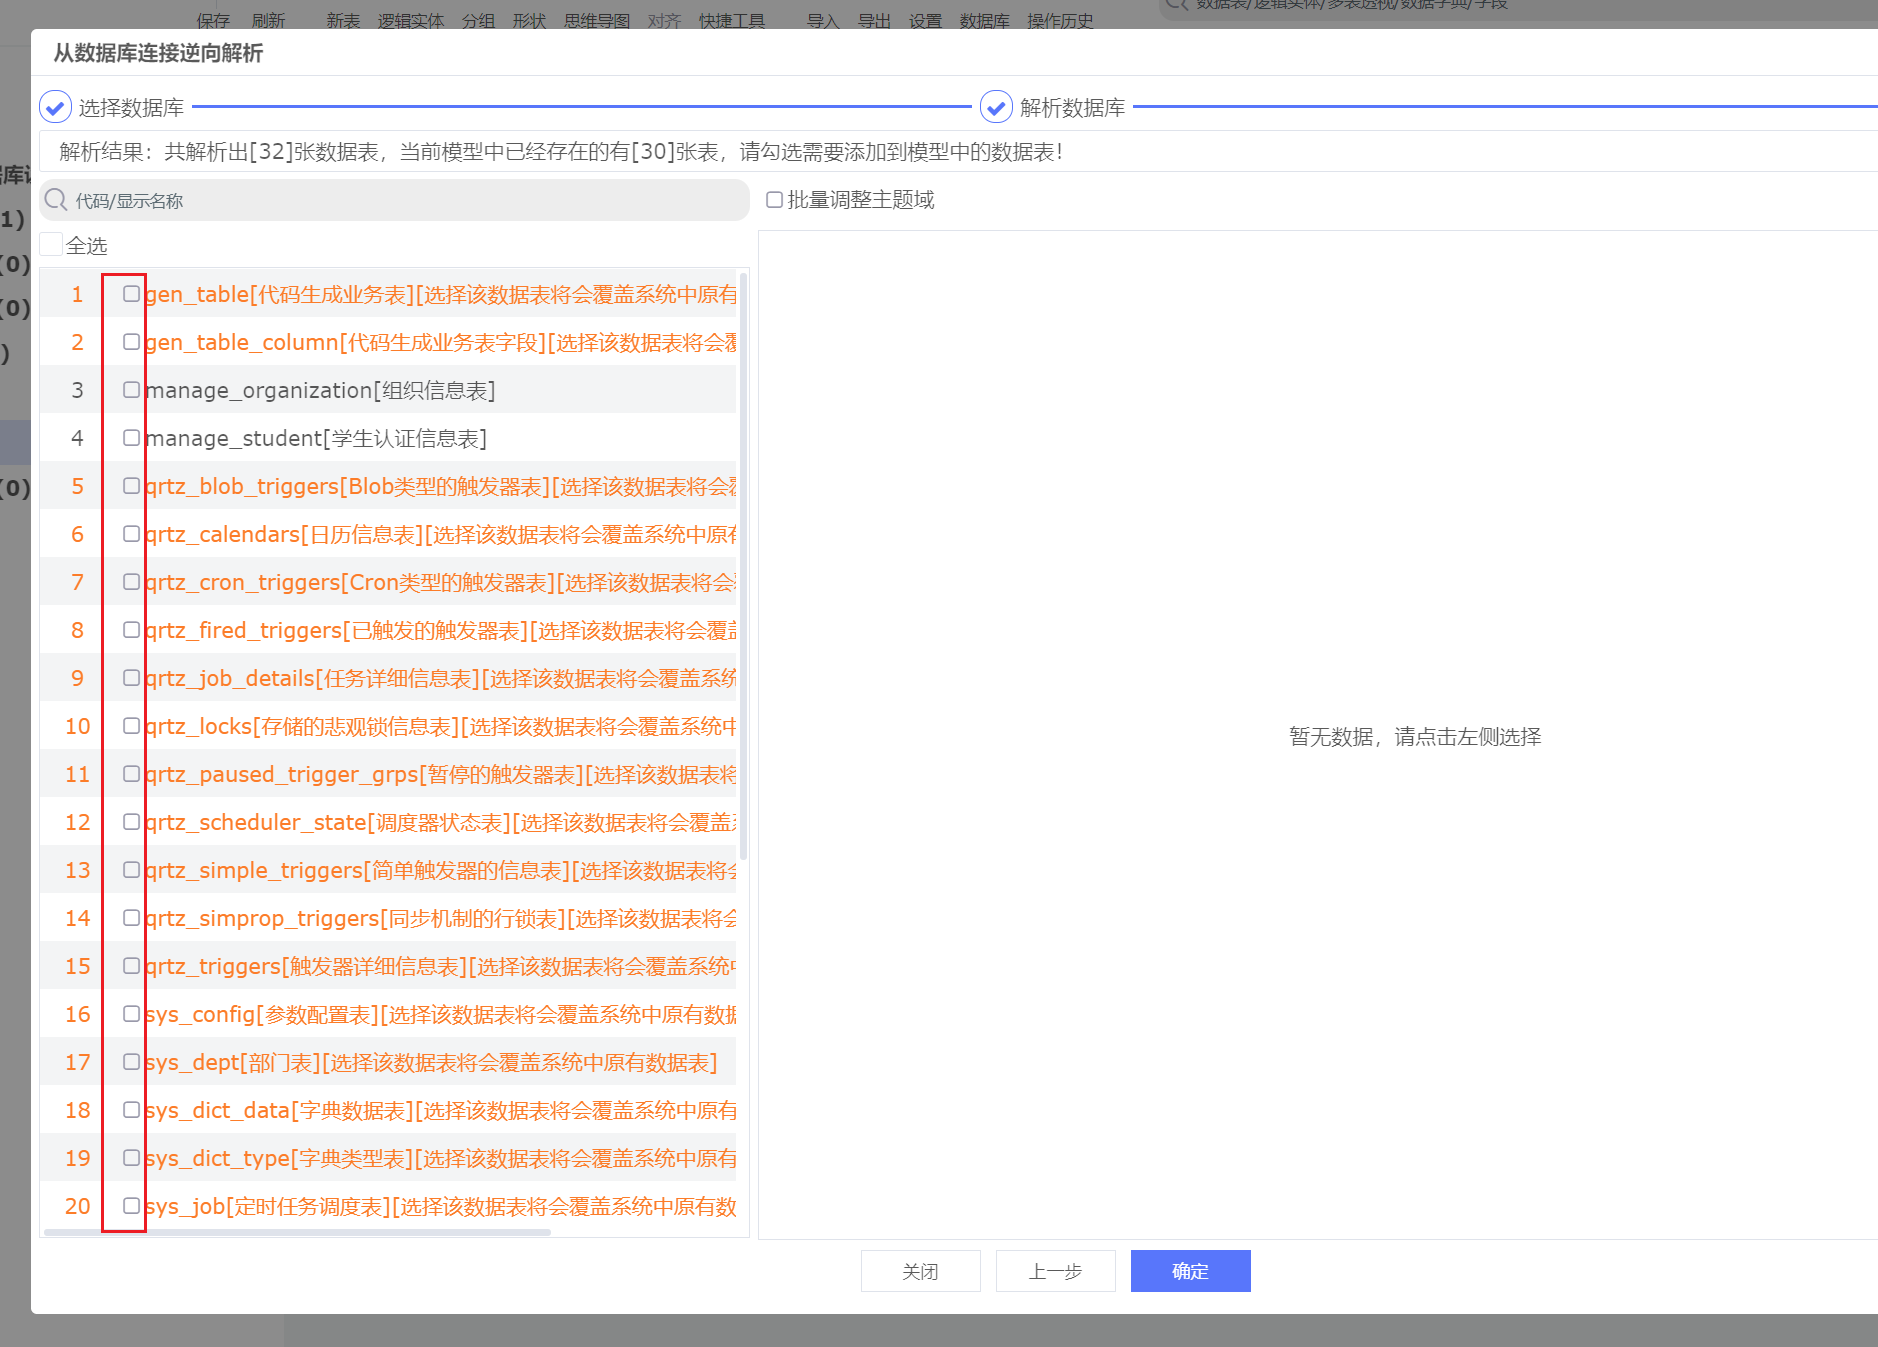 保存 刷新 新表 逻辑实体 分组 形状 思维导图 对齐 快捷工具 导入 导出 设置 数据库 操作历史 数据表/逻辑实体/多表透视/数据字典/字段
从数据库连接逆向解析
选择数据库 解析数据库
解析结果：共解析出[32]张数据表，当前模型中已经存在的有[30]张表，请勾选需要添加到模型中的数据表！
代码/显示名称
批量调整主题域
全选
1 gen_table[代码生成业务表][选择该数据表将会覆盖系统中原有
2 gen_table_column[代码生成业务表字段][选择该数据表将会覆
3 manage_organization[组织信息表]
4 manage_student[学生认证信息表]
5 qrtz_blob_triggers[Blob类型的触发器表][选择该数据表将会覆
6 qrtz_calendars[日历信息表][选择该数据表将会覆盖系统中原有
7 qrtz_cron_triggers[Cron类型的触发器表][选择该数据表将会
8 qrtz_fired_triggers[已触发的触发器表][选择该数据表将会覆盖
9 qrtz_job_details[任务详细信息表][选择该数据表将会覆盖系统
10 qrtz_locks[存储的悲观锁信息表][选择该数据表将会覆盖系统中
11 qrtz_paused_trigger_grps[暂停的触发器表][选择该数据表将
12 qrtz_scheduler_state[调度器状态表][选择该数据表将会覆盖
13 qrtz_simple_triggers[简单触发器的信息表][选择该数据表将会
14 qrtz_simprop_triggers[同步机制的行锁表][选择该数据表将会
15 qrtz_triggers[触发器详细信息表][选择该数据表将会覆盖系统中
16 sys_config[参数配置表][选择该数据表将会覆盖系统中原有数据
17 sys_dept[部门表][选择该数据表将会覆盖系统中原有数据表]
18 sys_dict_data[字典数据表][选择该数据表将会覆盖系统中原有
19 sys_dict_type[字典类型表][选择该数据表将会覆盖系统中原有
20 sys_job[定时任务调度表][选择该数据表将会覆盖系统中原有数
暂无数据，请点击左侧选择
关闭 上一步 确定
库
1)
(0)
(0)
)
(0)